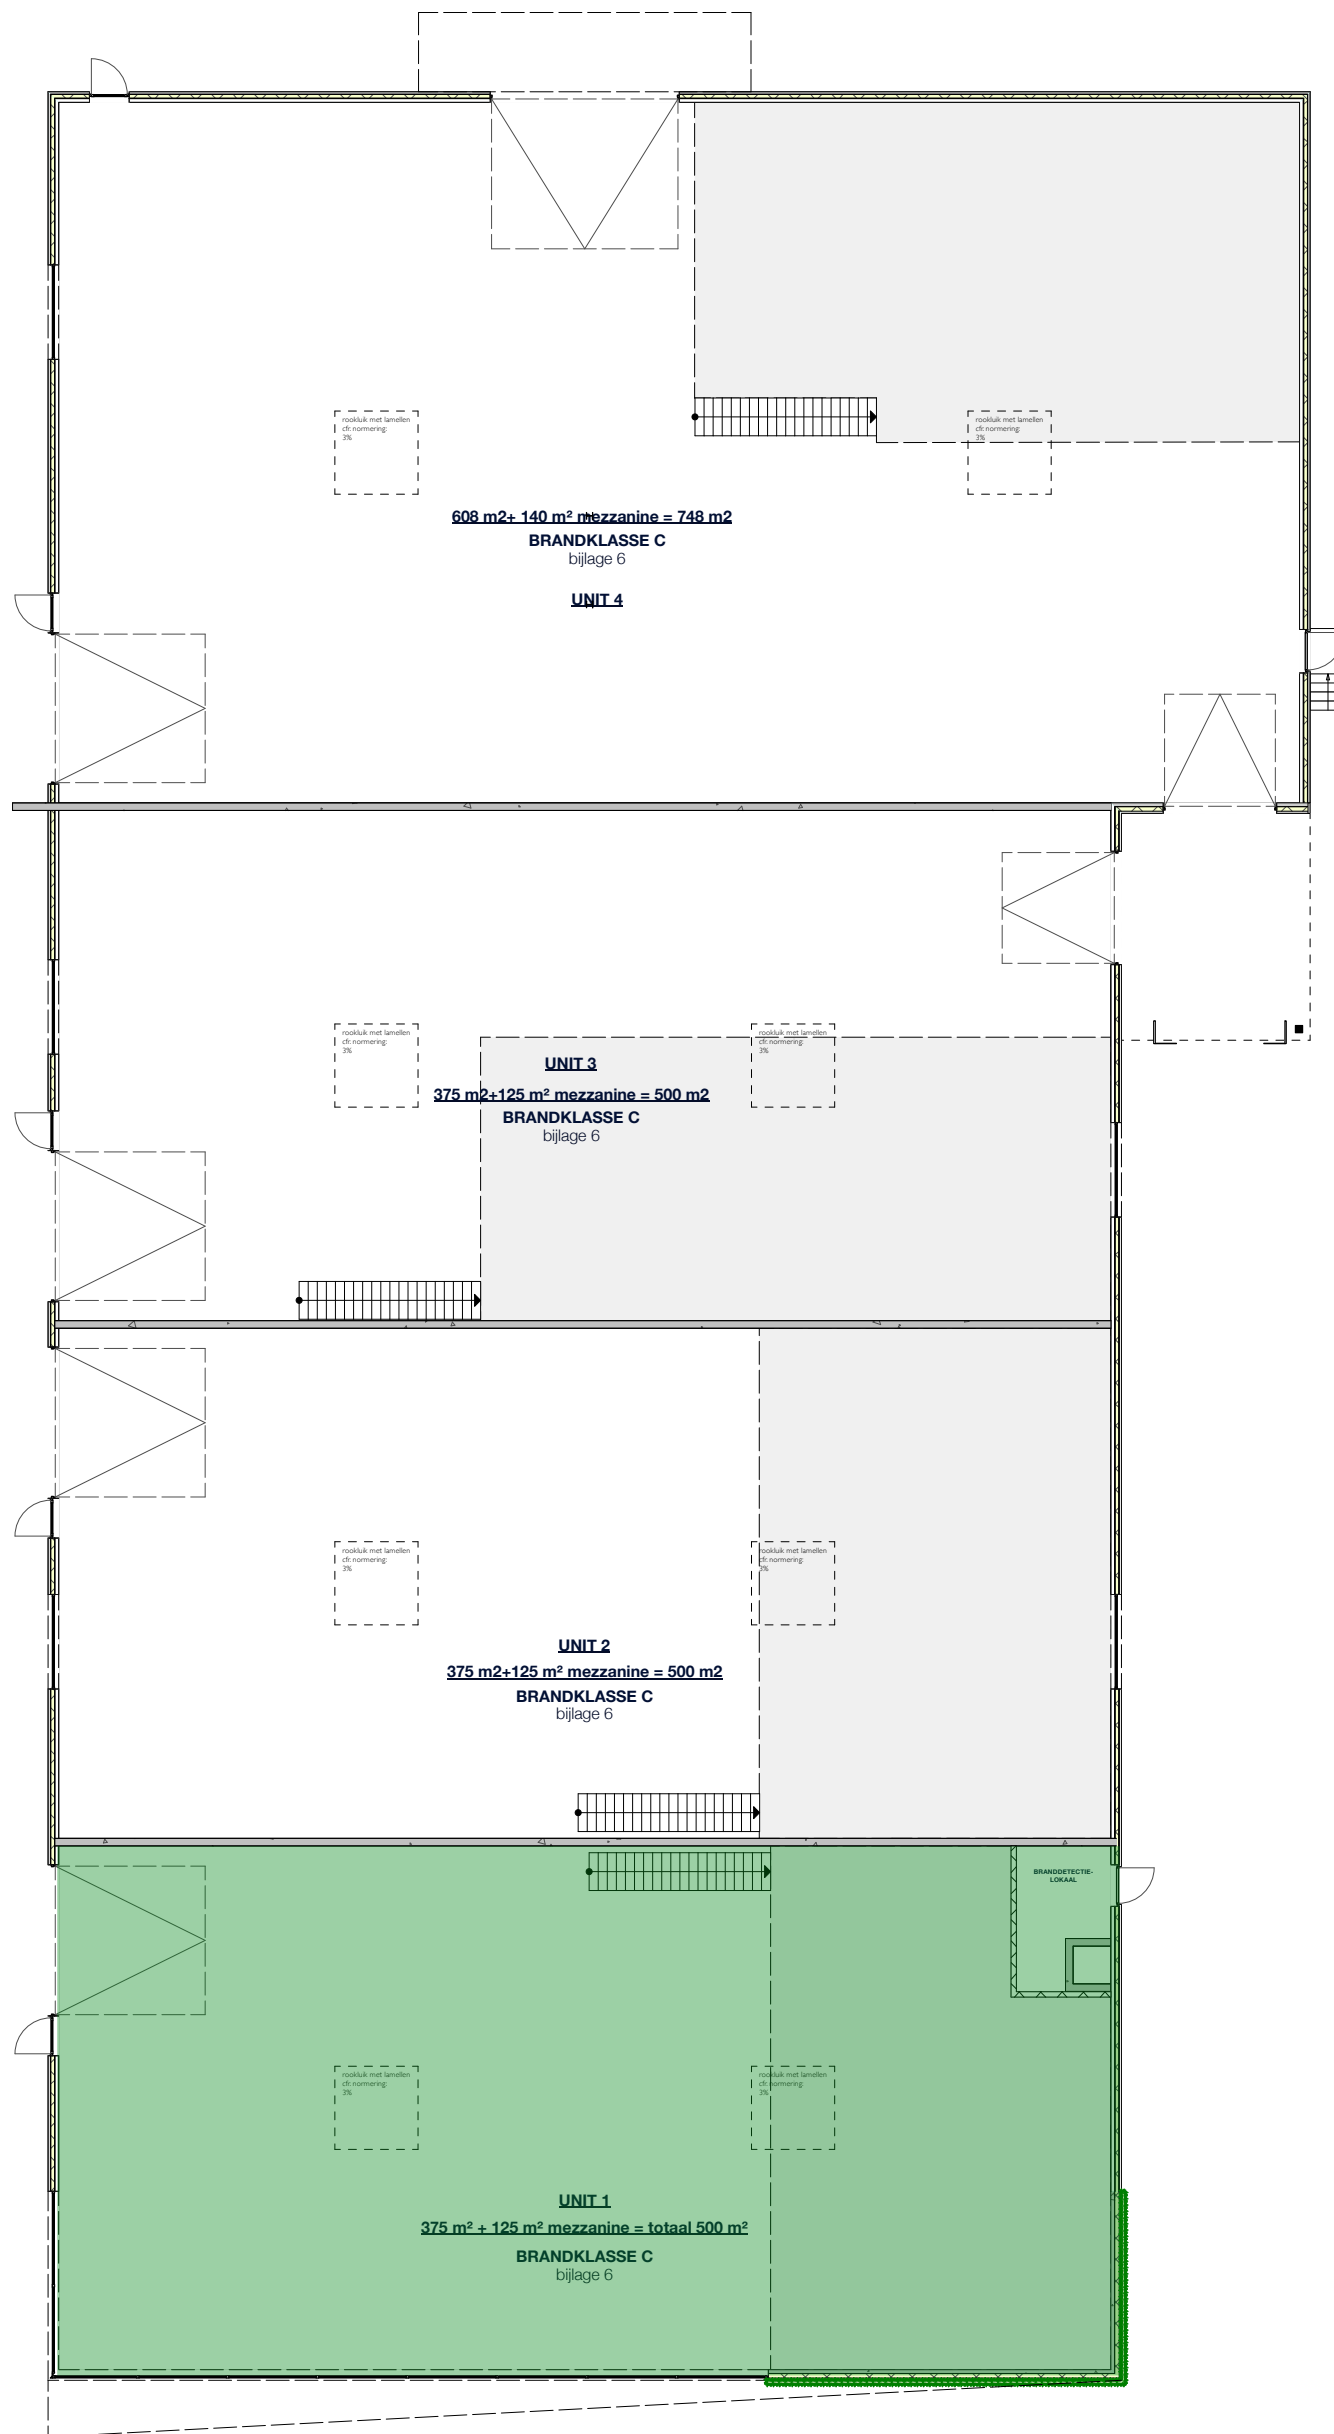 rookluik met lamellen
cfr. normering:
3%
rookluik met lamellen
cfr. normering:
3%
608 m2+ 140 m² mezzanine = 748 m2
BRANDKLASSE C
bijlage 6
UNIT 4
rookluik met lamellen
cfr. normering:
3%
rookluik met lamellen
cfr. normering:
3%
UNIT 3
375 m2+125 m² mezzanine = 500 m2
BRANDKLASSE C
bijlage 6
rookluik met lamellen
cfr. normering:
3%
rookluik met lamellen
cfr. normering:
3%
UNIT 2
375 m2+125 m² mezzanine = 500 m2
BRANDKLASSE C
bijlage 6
BRANDDETECTIE-
LOKAAL
rookluik met lamellen
cfr. normering:
3%
rookluik met lamellen
cfr. normering:
3%
UNIT 1
375 m² + 125 m² mezzanine = totaal 500 m²
BRANDKLASSE C
bijlage 6